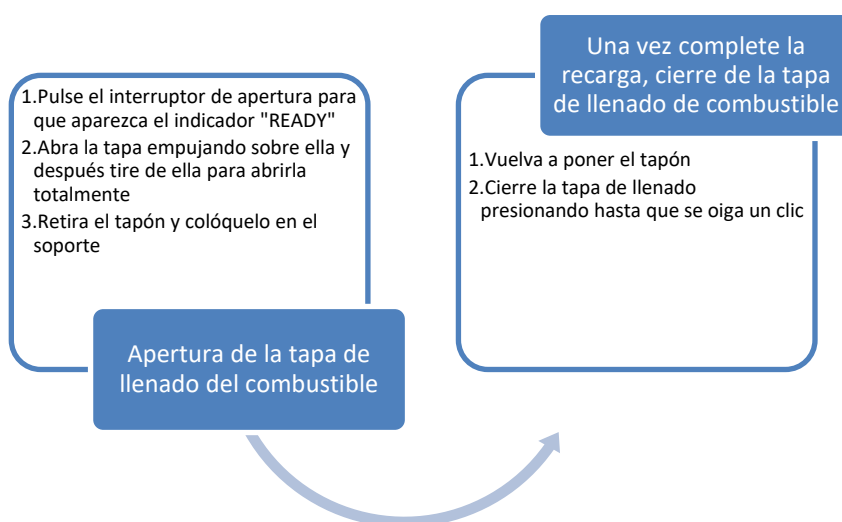 1.Pulse el interruptor de apertura para
que aparezca el indicador "READY"
2.Abra la tapa empujando sobre ella y
después tire de ella para abrirla
totalmente
3.Retira el tapón y colóquelo en el
soporte
Apertura de la tapa de
llenado del combustible
Una vez complete la
recarga, cierre de la tapa
de llenado de combustible
1.Vuelva a poner el tapón
2.Cierre la tapa de llenado
presionando hasta que se oiga un clic